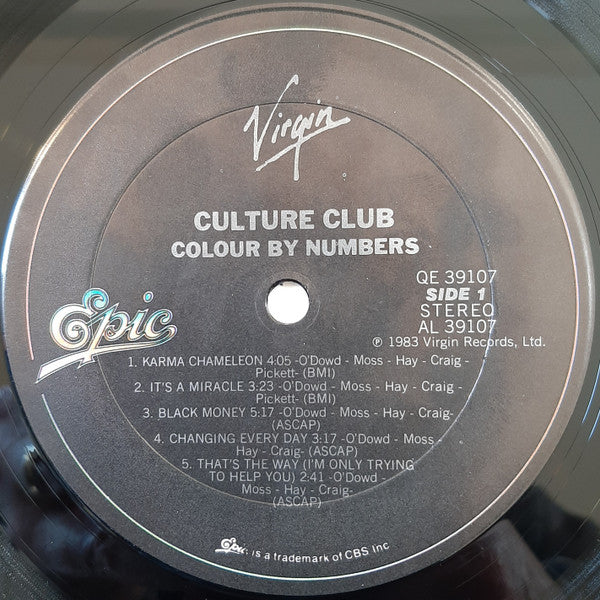 Virgin
CULTURE CLUB
COLOUR BY NUMBERS
QE 39107
SIDE 1
STEREO
AL 39107
Epic
℗ 1983 Virgin Records, Ltd.
1. KARMA CHAMELEON 4:05 -O'Dowd - Moss - Hay - Craig -
Pickett- (BMI)
2. IT'S A MIRACLE 3:23 -O'Dowd - Moss - Hay - Craig -
Pickett- (BMI)
3. BLACK MONEY 5:17 -O'Dowd - Moss - Hay - Craig-
(ASCAP)
4. CHANGING EVERY DAY 3:17 -O'Dowd - Moss -
Hay - Craig- (ASCAP)
5. THAT'S THE WAY (I'M ONLY TRYING
TO HELP YOU) 2:41 -O'Dowd -
Moss - Hay - Craig-
(ASCAP)
Epic is a trademark of CBS Inc